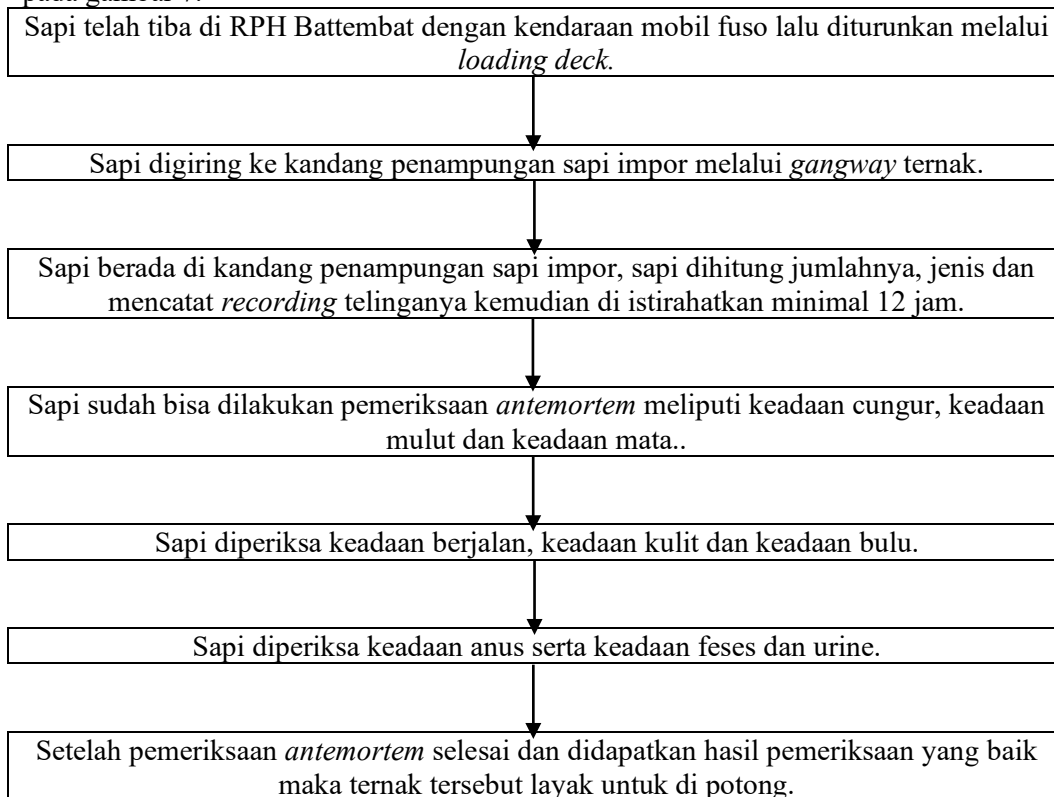 Sapi telah tiba di RPH Battembat dengan kendaraan mobil fuso lalu diturunkan melalui
loading deck.
Sapi digiring ke kandang penampungan sapi impor melalui gangway ternak.
Sapi berada di kandang penampungan sapi impor, sapi dihitung jumlahnya, jenis dan
mencatat recording telinganya kemudian di istirahatkan minimal 12 jam.
Sapi sudah bisa dilakukan pemeriksaan antemortem meliputi keadaan cungur, keadaan
mulut dan keadaan mata..
Sapi diperiksa keadaan berjalan, keadaan kulit dan keadaan bulu.
Sapi diperiksa keadaan anus serta keadaan feses dan urine.
Setelah pemeriksaan antemortem selesai dan didapatkan hasil pemeriksaan yang baik
maka ternak tersebut layak untuk di potong.